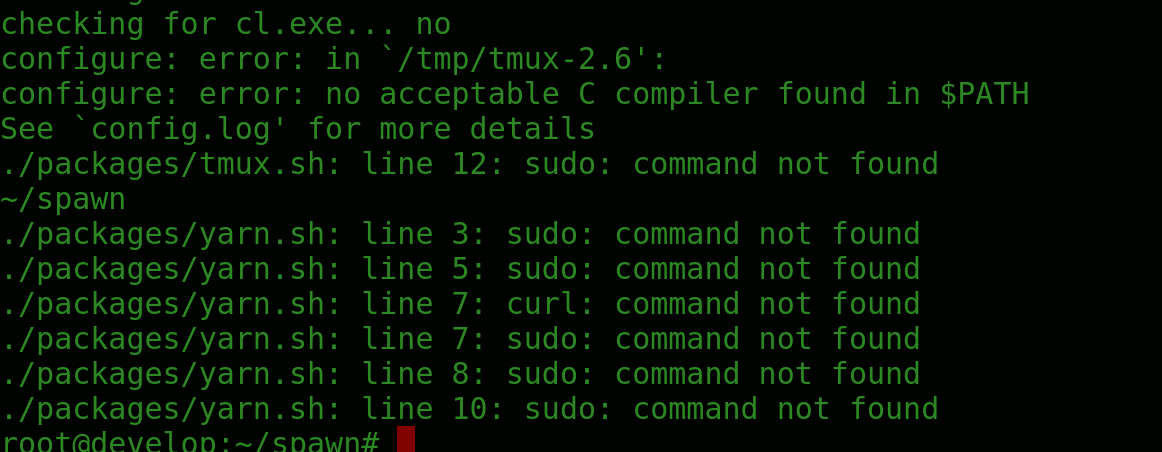 checking for cl.exe... no
configure: error: in `/tmp/tmux-2.6':
configure: error: no acceptable C compiler found in $PATH
See `config.log' for more details
./packages/tmux.sh: line 12: sudo: command not found
~/spawn
./packages/yarn.sh: line 3: sudo: command not found
./packages/yarn.sh: line 5: sudo: command not found
./packages/yarn.sh: line 7: curl: command not found
./packages/yarn.sh: line 7: sudo: command not found
./packages/yarn.sh: line 8: sudo: command not found
./packages/yarn.sh: line 10: sudo: command not found
root@develop:~/spawn#